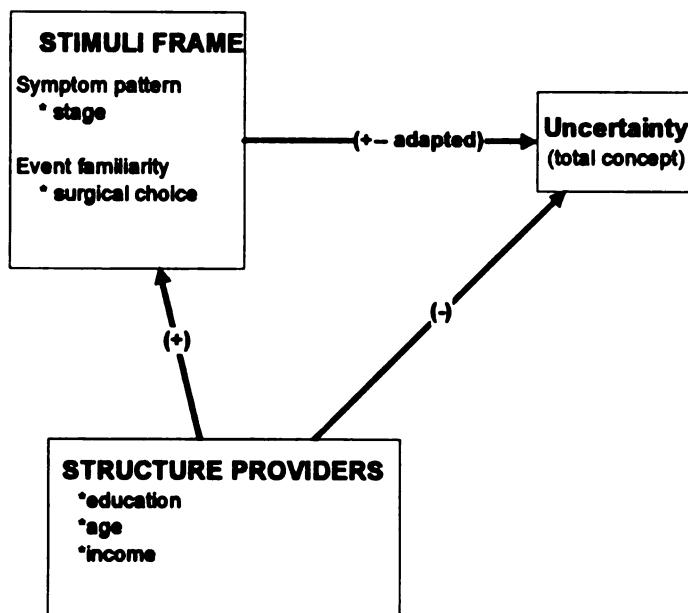 STIMULI FRAME
Symptom pattern
* stage
Event familiarity
* surgical choice
(+– adapted)
Uncertainty
(total concept)
(+)
(-)
STRUCTURE PROVIDERS
*education
*age
*income